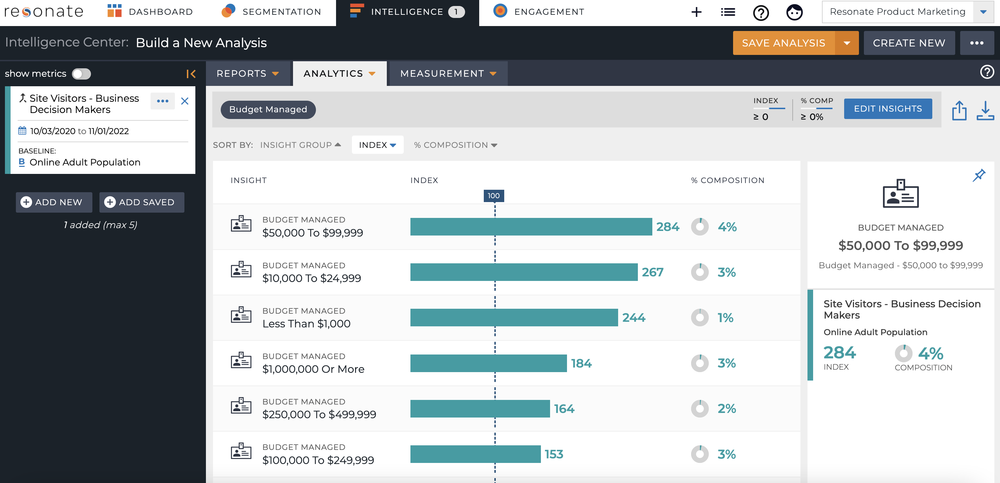 resonate
DASHBOARD
SEGMENTATION
INTELLIGENCE 1
ENGAGEMENT
Resonate Product Marketing
Intelligence Center: Build a New Analysis
SAVE ANALYSIS
CREATE NEW
show metrics
REPORTS
ANALYTICS
MEASUREMENT
Site Visitors - Business
Decision Makers
10/03/2020 to 11/01/2022
BASELINE:
B Online Adult Population
ADD NEW
ADD SAVED
1 added (max 5)
Budget Managed
INDEX
≥ 0
% COMP
≥ 0%
EDIT INSIGHTS
SORT BY: INSIGHT GROUP INDEX % COMPOSITION
INSIGHT INDEX % COMPOSITION
100
BUDGET MANAGED
$50,000 To $99,999
284 4%
BUDGET MANAGED
$10,000 To $24,999
267 3%
BUDGET MANAGED
Less Than $1,000
244 1%
BUDGET MANAGED
$1,000,000 Or More
184 3%
BUDGET MANAGED
$250,000 To $499,999
164 2%
BUDGET MANAGED
$100,000 To $249,999
153 3%
BUDGET MANAGED
$50,000 To $99,999
Budget Managed - $50,000 to $99,999
Site Visitors - Business Decision
Makers
Online Adult Population
284 4%
INDEX COMPOSITION